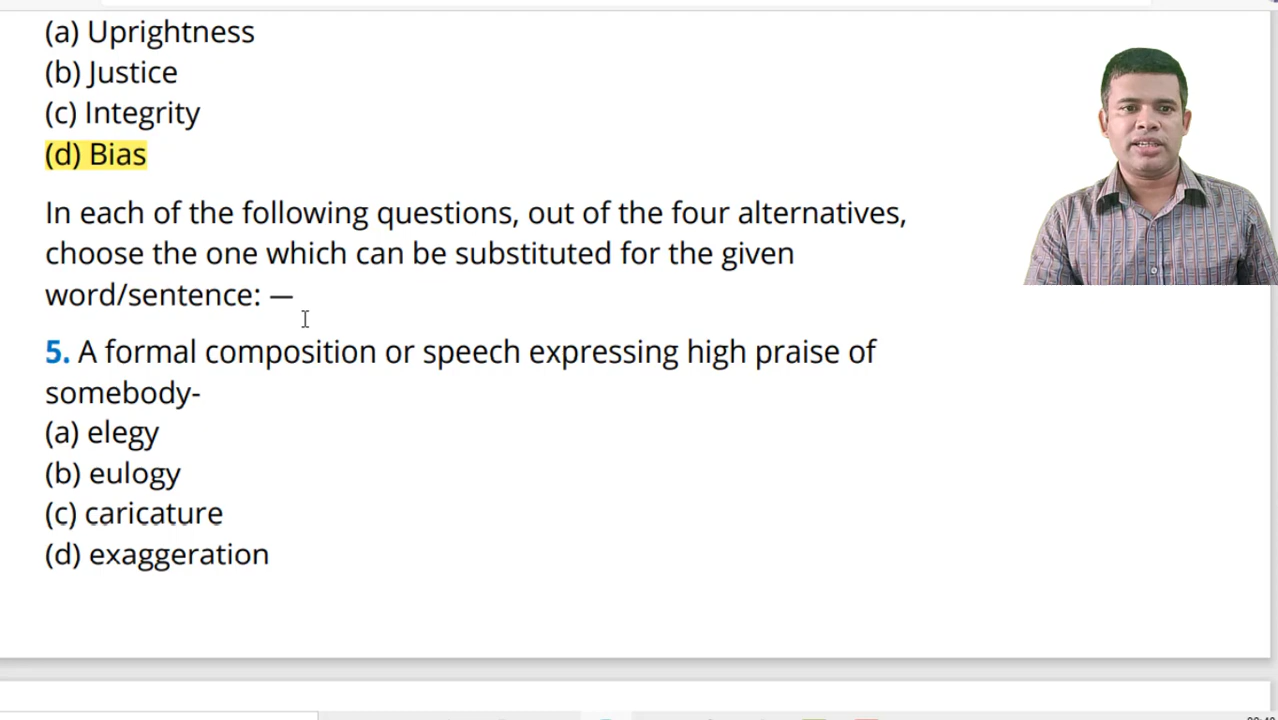 (a) Uprightness
(b) Justice
(c) Integrity
(d) Bias
In each of the following questions, out of the four alternatives,
choose the one which can be substituted for the given
word/sentence: —
5. A formal composition or speech expressing high praise of
somebody-
(a) elegy
(b) eulogy
(c) caricature
(d) exaggeration